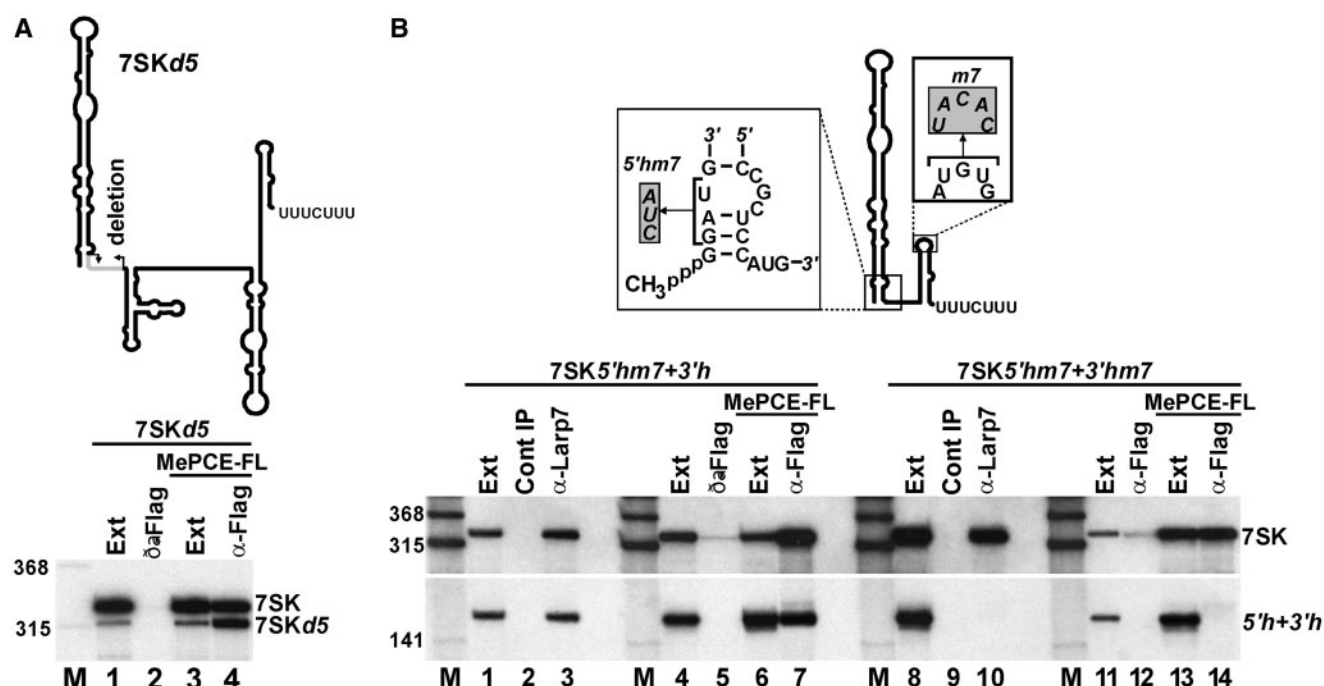 A
7SKd5
deletion
UUUCUUU
7SKd5
MePCE-FL
Ext
ðaFlag
Ext
α-Flag
368
315
7SK
7SKd5
M 1 2 3 4
B
5'hm7
A
U
C
3' 5'
G – C
U C
G
C
A – U
G – C
G – C
CH3ppp
AUG–3'
m7
U A C A C
A U G U G
UUUCUUU
7SK5'hm7+3'h
7SK5'hm7+3'hm7
MePCE-FL
MePCE-FL
Ext
Cont IP
α-Larp7
Ext
ðaFlag
Ext
α-Flag
Ext
Cont IP
α-Larp7
Ext
α-Flag
Ext
α-Flag
368
315
7SK
141
5'h+3'h
M 1 2 3 M 4 5 6 7 M 8 9 10 M 11 12 13 14